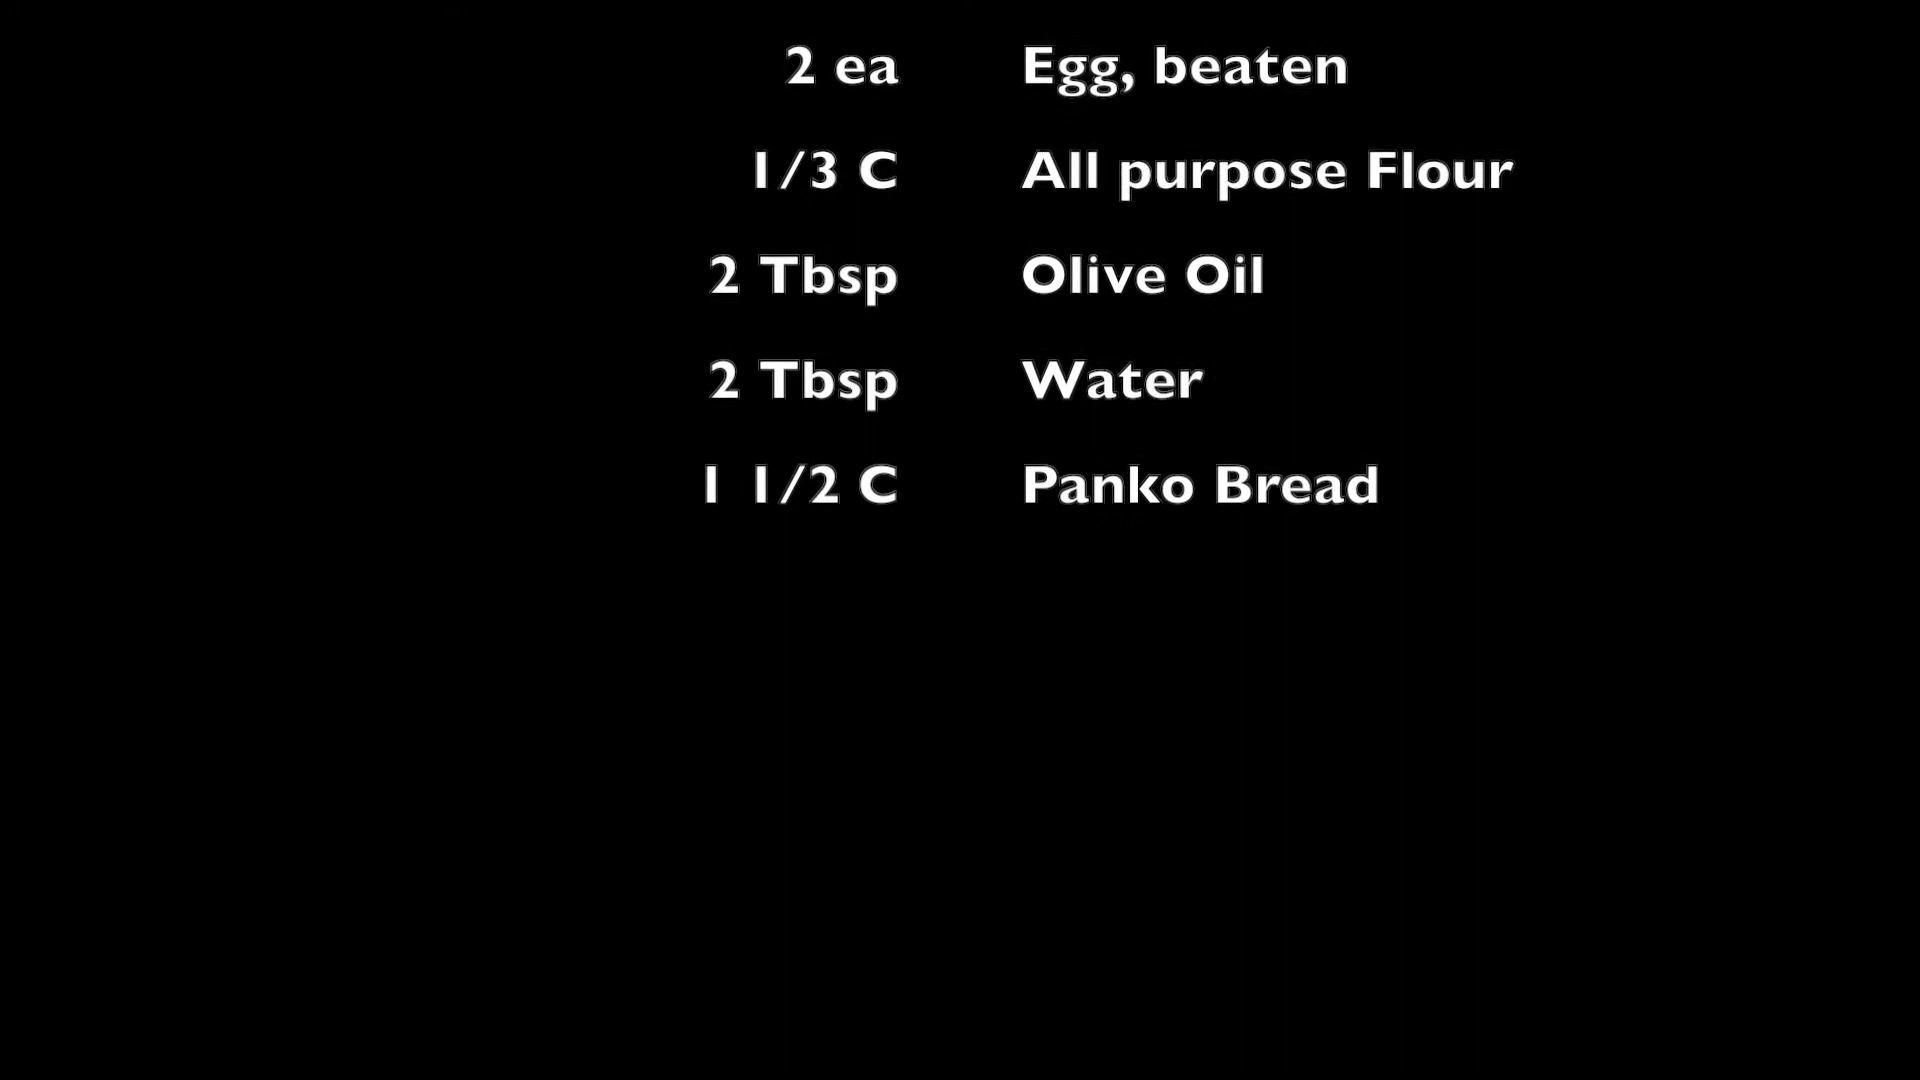 2 ea Egg, beaten
1/3 C All purpose Flour
2 Tbsp Olive Oil
2 Tbsp Water
1 1/2 C Panko Bread